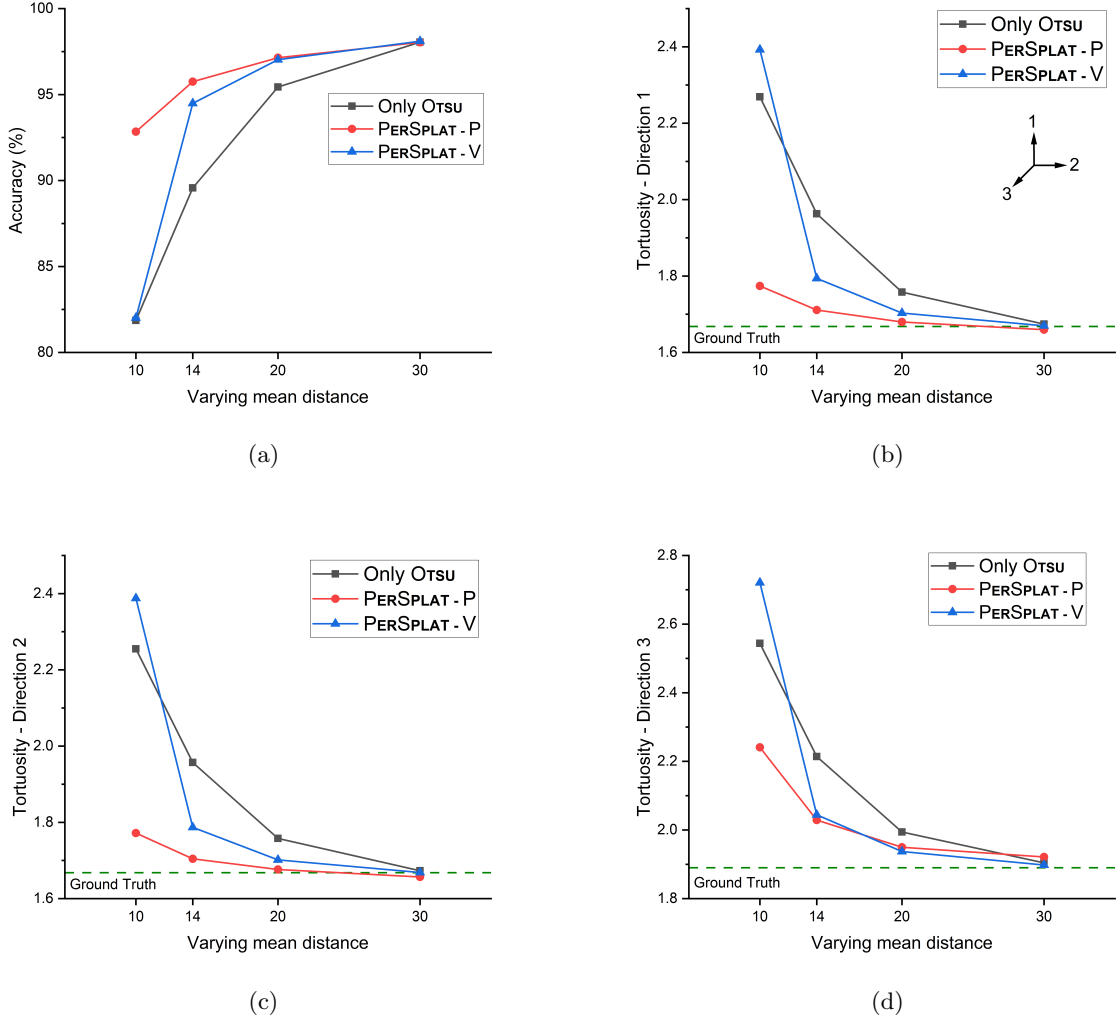 100
95
90
85
80
Accuracy (%)
Only OTSU
PERSPLAT - P
PERSPLAT - V
10 14 20 30
Varying mean distance
(a)
2.4
2.2
2.0
1.8
1.6
Tortuosity - Direction 1
Only OTSU
PERSPLAT - P
PERSPLAT - V
1
2
3
Ground Truth
10 14 20 30
Varying mean distance
(b)
2.4
2.2
2.0
1.8
1.6
Tortuosity - Direction 2
Only OTSU
PERSPLAT - P
PERSPLAT - V
Ground Truth
10 14 20 30
Varying mean distance
(c)
2.8
2.6
2.4
2.2
2.0
1.8
Tortuosity - Direction 3
Only OTSU
PERSPLAT - P
PERSPLAT - V
Ground Truth
10 14 20 30
Varying mean distance
(d)